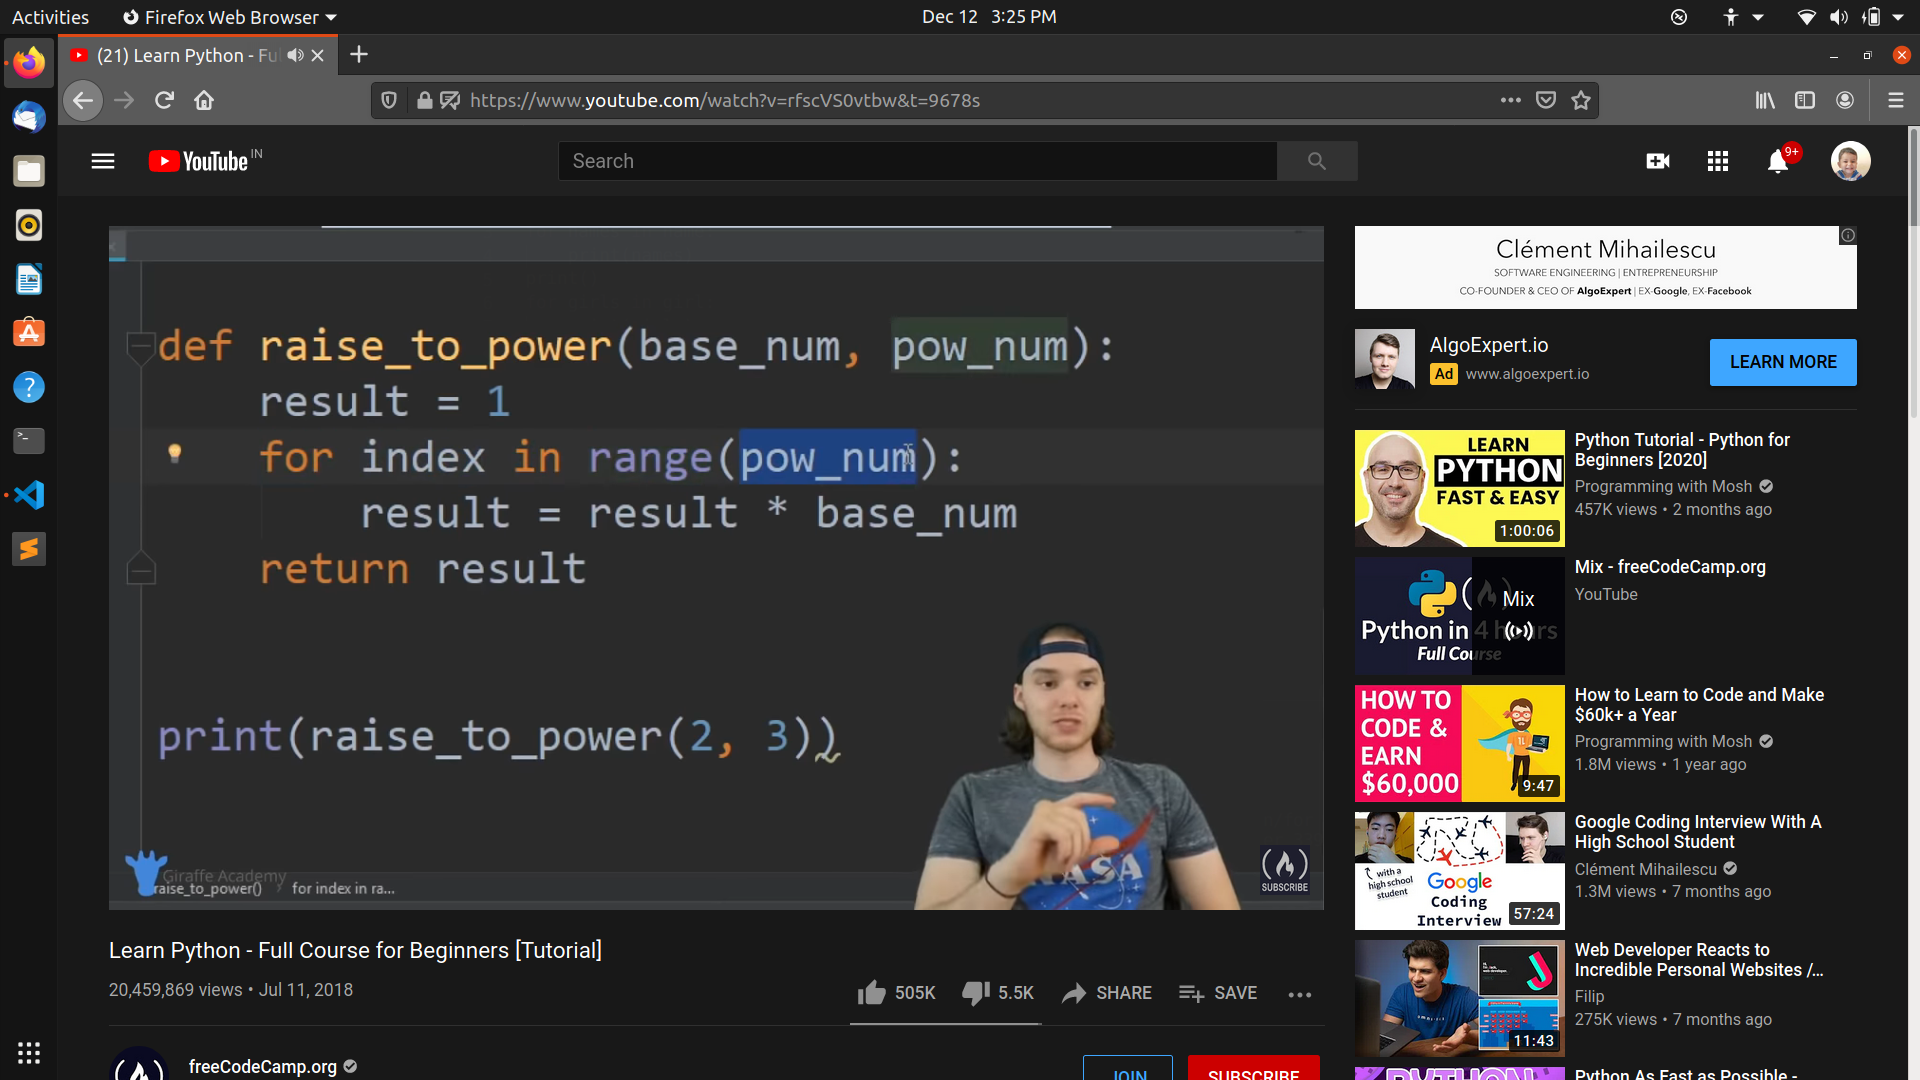 Activities
Firefox Web Browser
Dec 12 3:25 PM
(21) Learn Python - Fu
https://www.youtube.com/watch?v=rfscVS0vtbw&t=9678s
YouTube IN
Search
9+
def raise_to_power(base_num, pow_num):
result = 1
for index in range(pow_num):
result = result * base_num
return result
print(raise_to_power(2, 3))
NASA
Giraffe Academy
raise_to_power()
for index in ra...
SUBSCRIBE
Learn Python - Full Course for Beginners [Tutorial]
20,459,869 views • Jul 11, 2018
505K
5.5K
SHARE
SAVE
freeCodeCamp.org
JOIN
SUBSCRIBE
Clément Mihailescu
SOFTWARE ENGINEERING | ENTREPRENEURSHIP
CO-FOUNDER & CEO OF AlgoExpert | EX-Google, EX-Facebook
AlgoExpert.io
Ad www.algoexpert.io
LEARN MORE
LEARN
PYTHON
FAST & EASY
1:00:06
Python Tutorial - Python for
Beginners [2020]
Programming with Mosh
457K views • 2 months ago
Python in 4 hours
Full Course
Mix
Mix - freeCodeCamp.org
YouTube
HOW TO
CODE &
EARN
$60,000
9:47
How to Learn to Code and Make
$60k+ a Year
Programming with Mosh
1.8M views • 1 year ago
with a
high school
student
Google
Coding
Interview
57:24
Google Coding Interview With A
High School Student
Clément Mihailescu
1.3M views • 7 months ago
11:43
Web Developer Reacts to
Incredible Personal Websites /...
Filip
275K views • 7 months ago
PYTHON
Python As Fast as Possible -